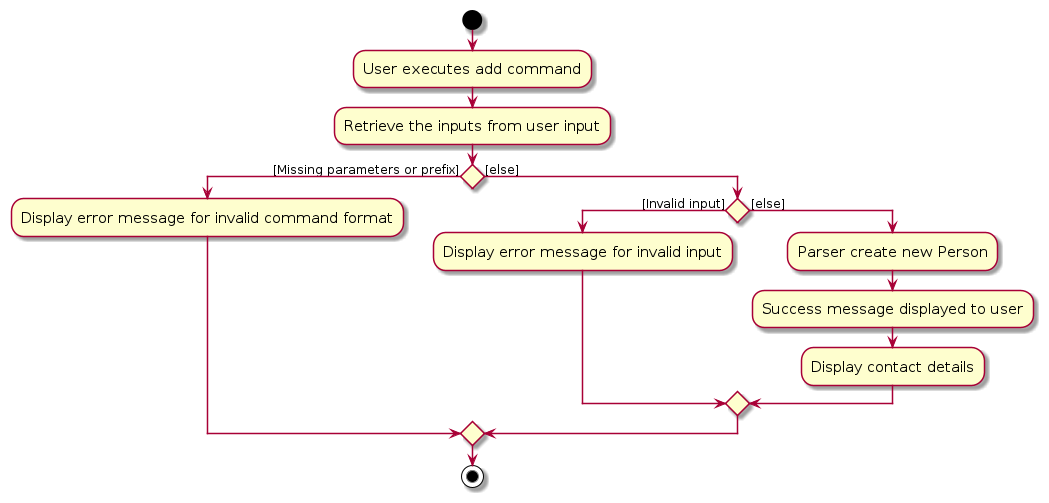 User executes add command
Retrieve the inputs from user input
[Missing parameters or prefix]
[else]
Display error message for invalid command format
[Invalid input]
[else]
Display error message for invalid input
Parser create new Person
Success message displayed to user
Display contact details